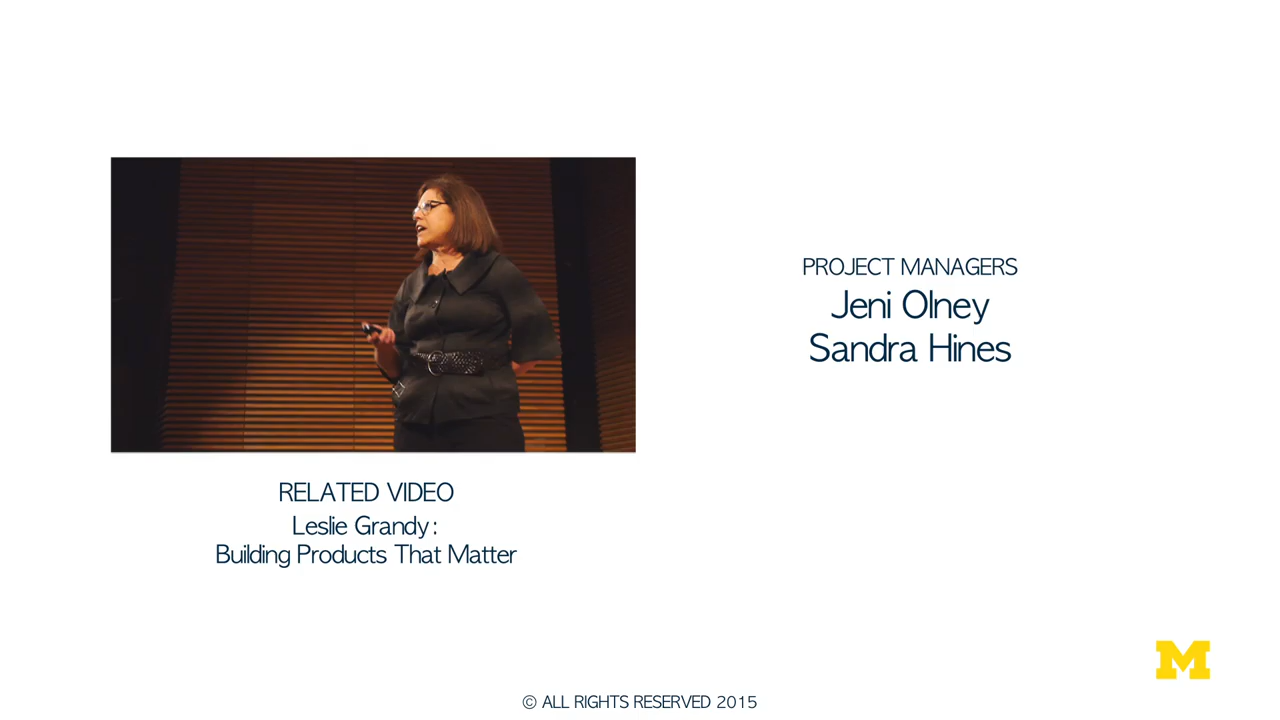 PROJECT MANAGERS
Jeni Olney
Sandra Hines
RELATED VIDEO
Leslie Grandy:
Building Products That Matter
M
© ALL RIGHTS RESERVED 2015